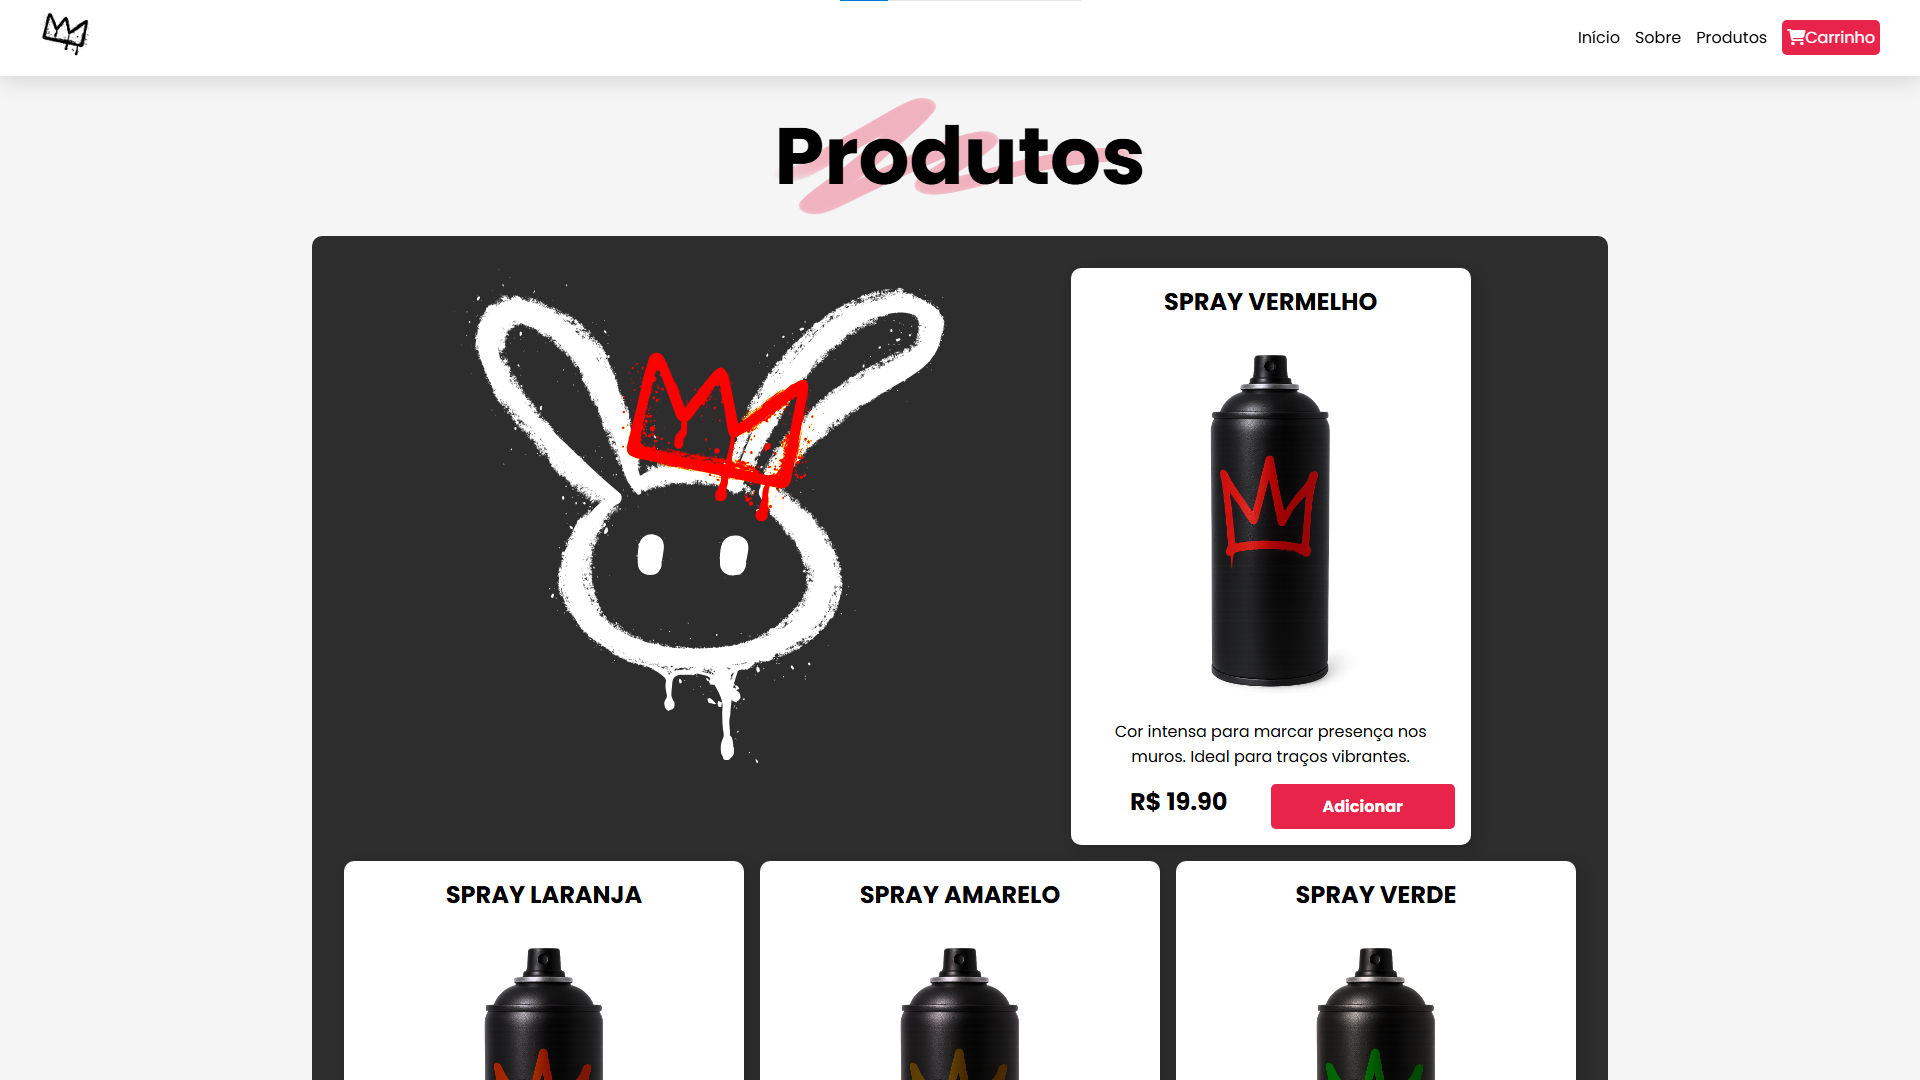 Início Sobre Produtos Carrinho
Produtos
SPRAY VERMELHO
Cor intensa para marcar presença nos
muros. Ideal para traços vibrantes.
R$ 19.90 Adicionar
SPRAY LARANJA SPRAY AMARELO SPRAY VERDE